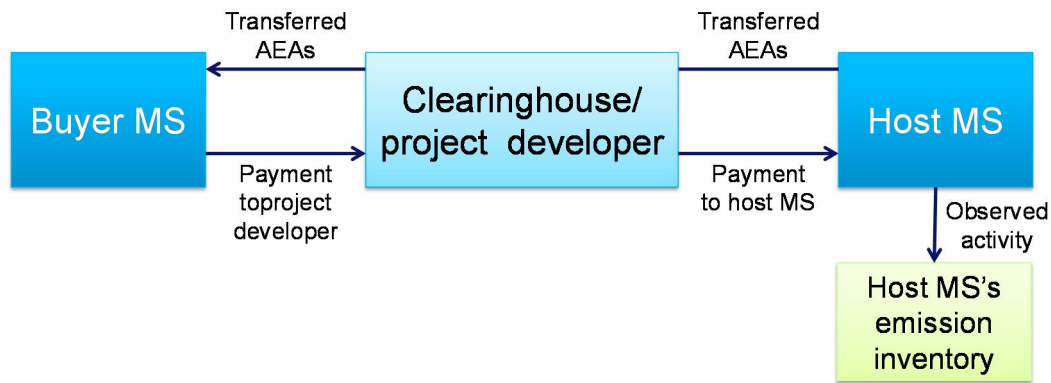 Transferred
AEAs
Transferred
AEAs
Buyer MS
Clearinghouse/
project developer
Host MS
Payment
toproject
developer
Payment
to host MS
Observed
activity
Host MS's
emission
inventory